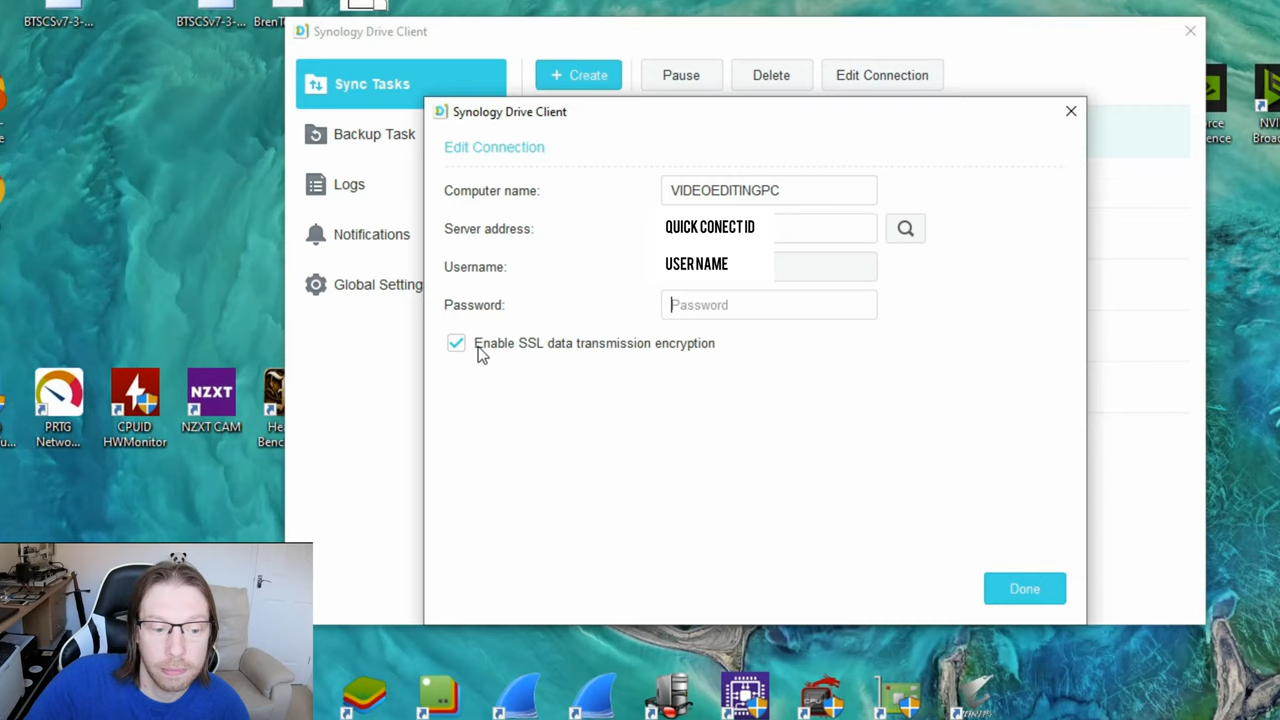 BTSCSv7-3-...
BTSCSv7-3-...
Synology Drive Client
Sync Tasks
+ Create
Pause
Delete
Edit Connection
Backup Task
Logs
Notifications
Global Setting
Synology Drive Client
Edit Connection
Computer name:
VIDEOEDITINGPC
Server address:
QUICK CONECT ID
Username:
USER NAME
Password:
Password
Enable SSL data transmission encryption
Done
PRTG
Netwo...
CPUID
HWMonitor
NZXT
NZXT CAM